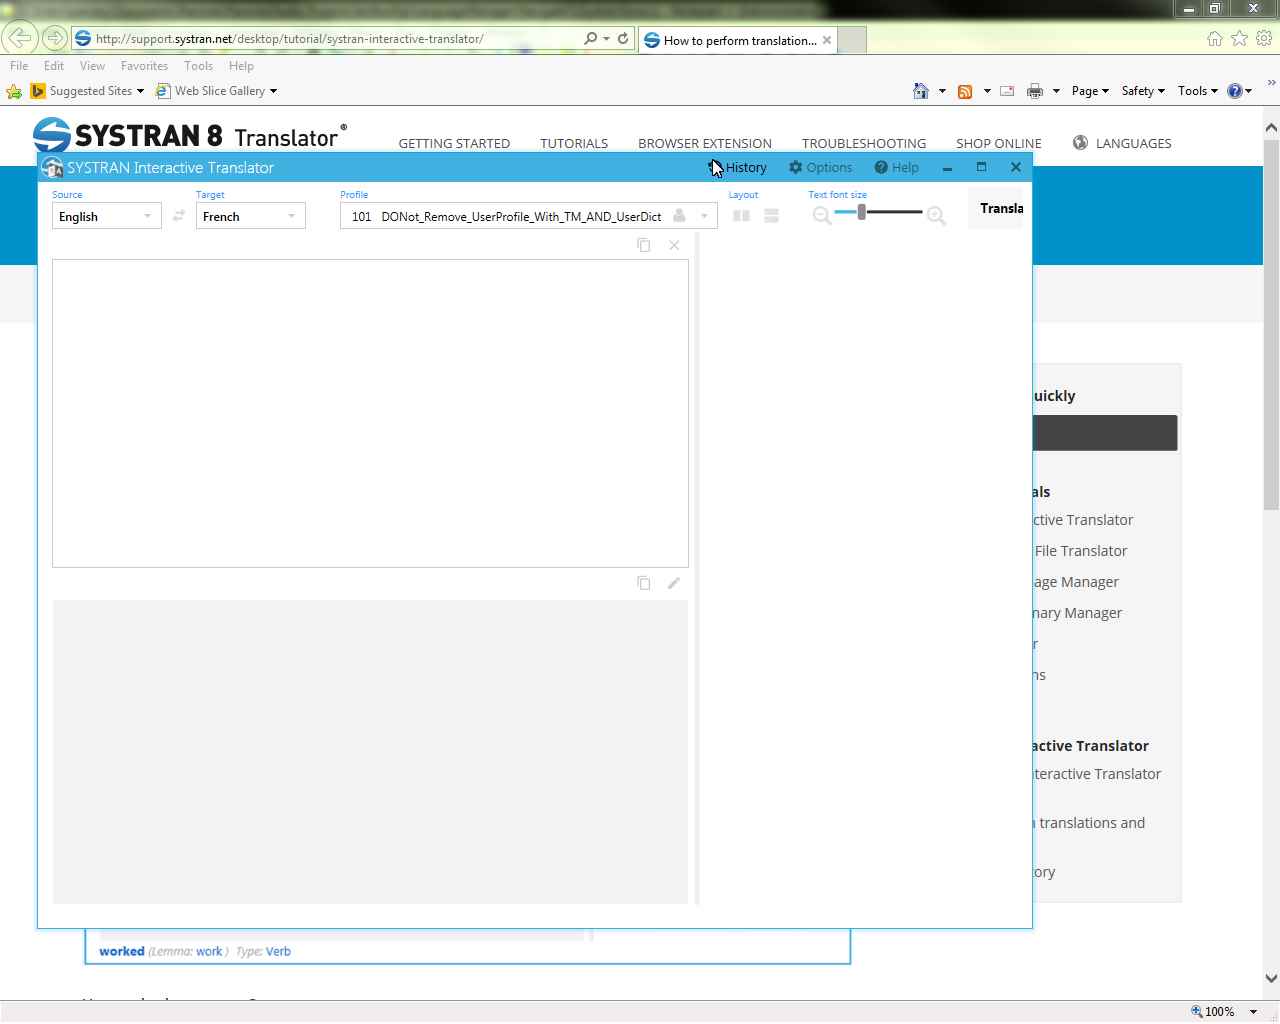 http://support.systran.net/desktop/tutorial/systran-interactive-translator/
How to perform translation...
File Edit View Favorites Tools Help
Suggested Sites Web Slice Gallery Page Safety Tools
SYSTRAN 8 Translator®
GETTING STARTED TUTORIALS BROWSER EXTENSION TROUBLESHOOTING SHOP ONLINE LANGUAGES
SYSTRAN Interactive Translator History Options Help
Source Target Profile Layout Text font size
English French 101 DONot_Remove_UserProfile_With_TM_AND_UserDict Transla
uickly
als
ctive Translator
File Translator
age Manager
nary Manager
r
ns
active Translator
nteractive Translator
translations and
ory
worked (Lemma: work ) Type: Verb
100%